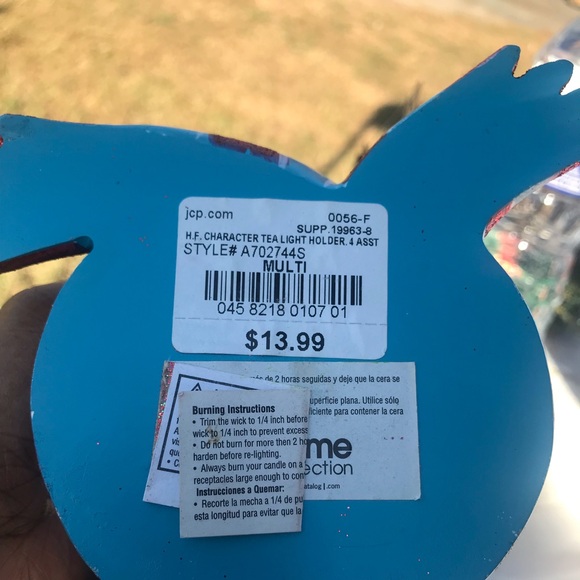 jcp.com
0056-F
SUPP.19963-8
H.F. CHARACTER TEA LIGHT HOLDER, 4 ASST
STYLE# A702744S
MULTI
045 8218 0107 01
$13.99
de 2 horas seguidas y deje que la cera se
superficie plana. Utilice sólo
para contener la cera
me
ection
| .com
Burning Instructions
• Trim the wick to 1/4 inch before
wick to 1/4 inch to prevent excess
• Do not burn for more then 2 ho
harden before re-lighting.
• Always burn your candle on a
receptacles large enough to con
Instrucciones a Quemar:
• Recorte la mecha a 1/4 de pu
esta longitud para evitar que la